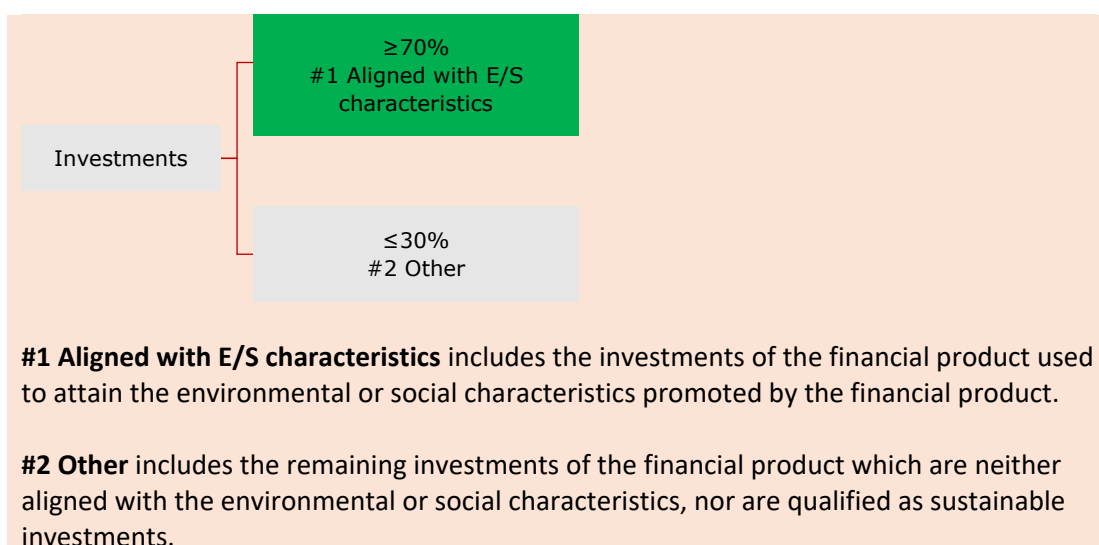 ≥70%
#1 Aligned with E/S
characteristics
Investments
≤30%
#2 Other
#1 Aligned with E/S characteristics includes the investments of the financial product used
to attain the environmental or social characteristics promoted by the financial product.
#2 Other includes the remaining investments of the financial product which are neither
aligned with the environmental or social characteristics, nor are qualified as sustainable
investments.